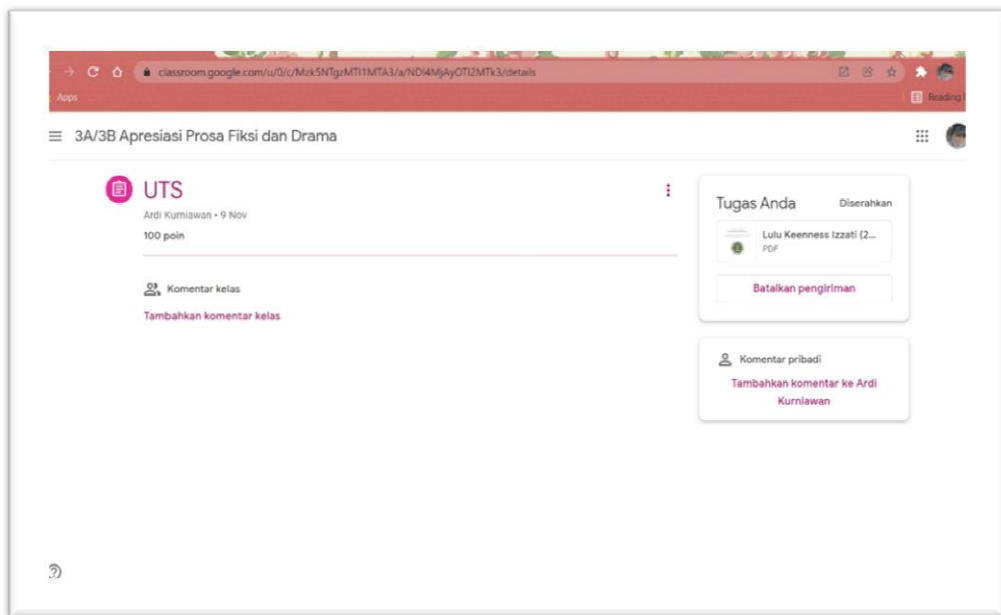 classroom.google.com/u/0/c/Mzk5NTgzMTI1MTA3/a/NDI4MjAyOTI2MTk3/details
Apps
Reading
3A/3B Apresiasi Prosa Fiksi dan Drama
UTS
Ardi Kurniawan • 9 Nov
100 poin
Komentar kelas
Tambahkan komentar kelas
Tugas Anda
Diserahkan
Lulu Keenness Izzati (2...
PDF
Batalkan pengiriman
Komentar pribadi
Tambahkan komentar ke Ardi
Kurniawan